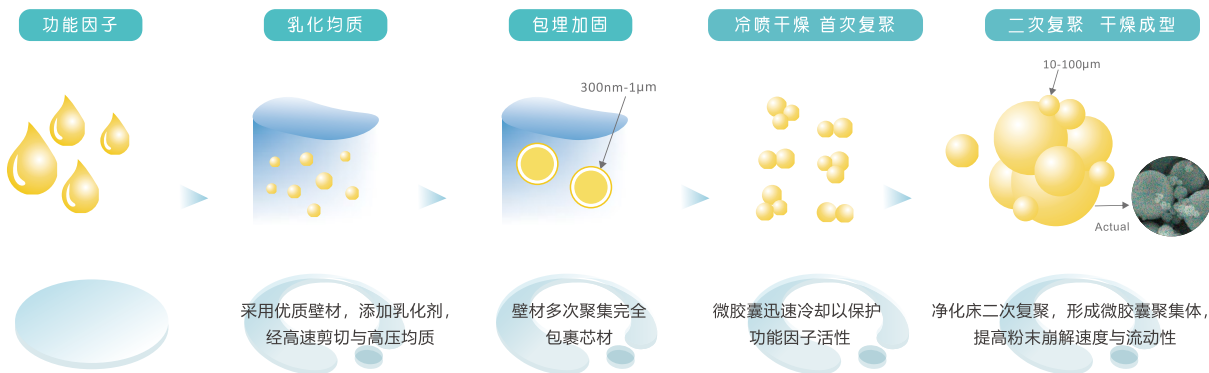 功能因子
乳化均质
包埋加固
冷喷干燥 首次复聚
二次复聚 干燥成型
300nm-1μm
10-100μm
Actual
采用优质壁材，添加乳化剂，
经高速剪切与高压均质
壁材多次聚集完全
包裹芯材
微胶囊迅速冷却以保护
功能因子活性
净化床二次复聚，形成微胶囊聚集体，
提高粉末崩解速度与流动性